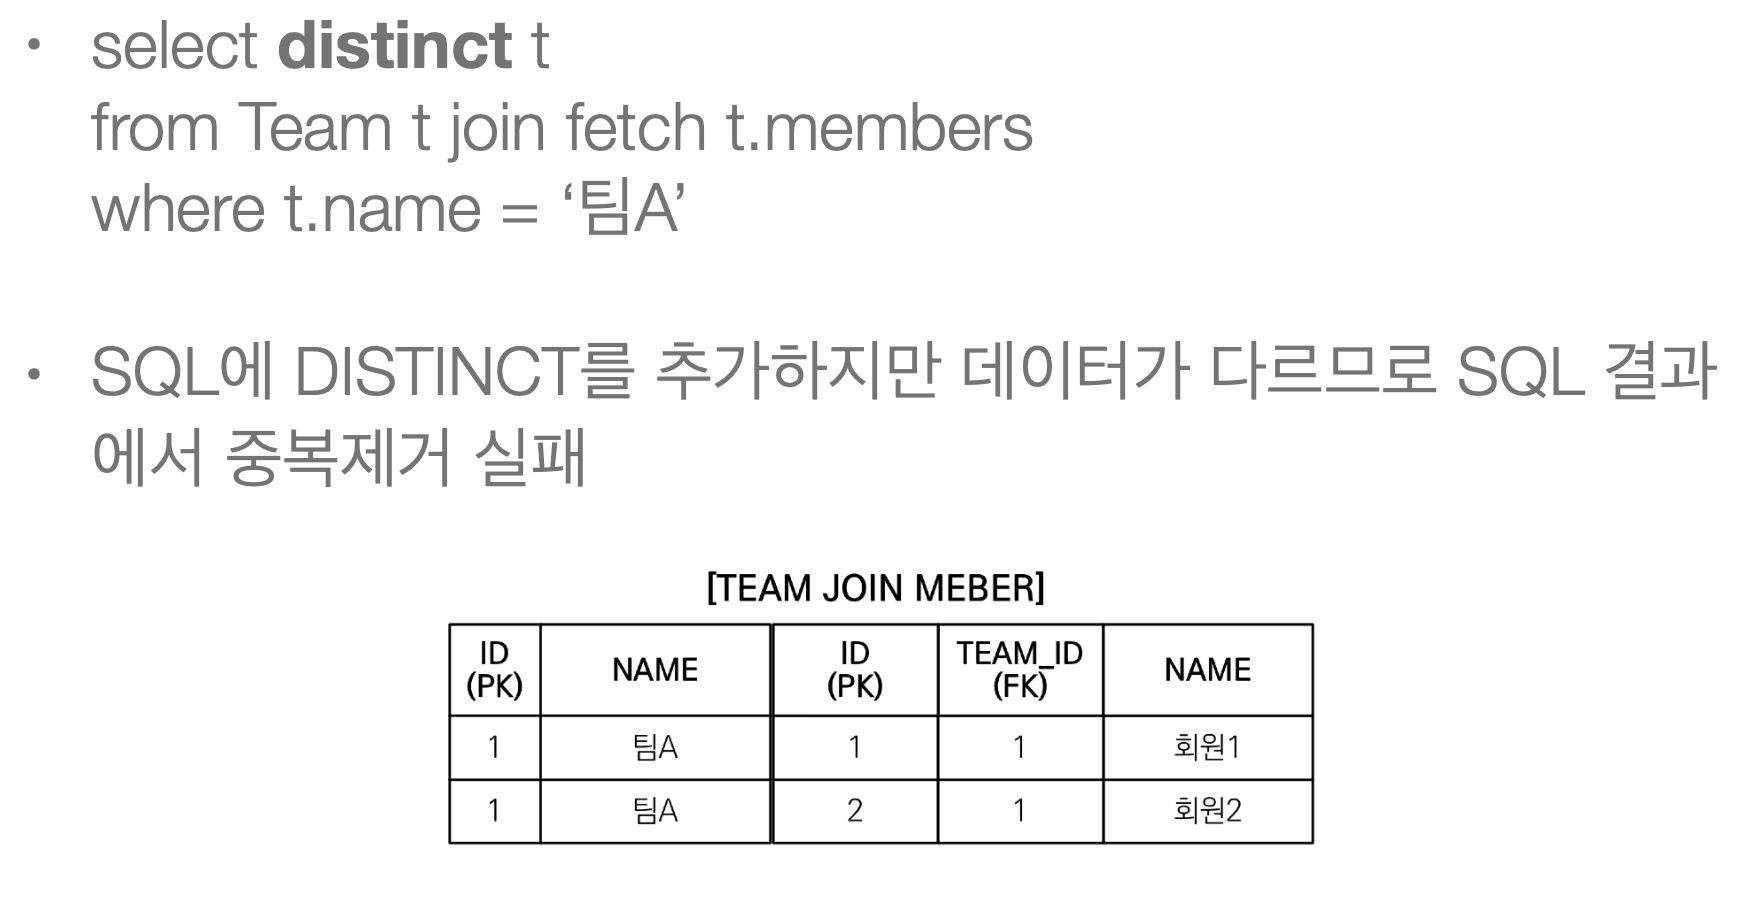 • select distinct t
from Team t join fetch t.members
where t.name = ‘팀A’
• SQL에 DISTINCT를 추가하지만 데이터가 다르므로 SQL 결과
에서 중복제거 실패
[TEAM JOIN MEBER]
ID (PK) NAME ID (PK) TEAM_ID (FK) NAME
1 팀A 1 1 회원1
1 팀A 2 1 회원2